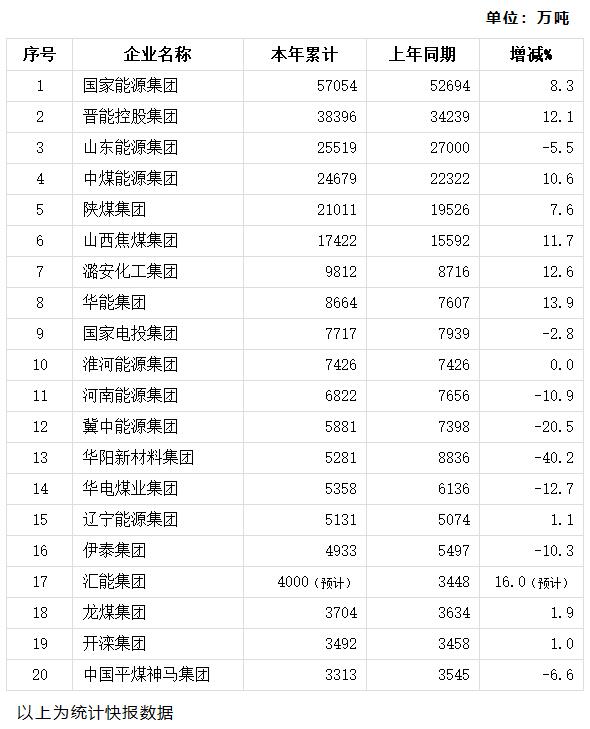 单位：万吨
序号 企业名称 本年累计 上年同期 增减%
1 国家能源集团 57054 52694 8.3
2 晋能控股集团 38396 34239 12.1
3 山东能源集团 25519 27000 -5.5
4 中煤能源集团 24679 22322 10.6
5 陕煤集团 21011 19526 7.6
6 山西焦煤集团 17422 15592 11.7
7 潞安化工集团 9812 8716 12.6
8 华能集团 8664 7607 13.9
9 国家电投集团 7717 7939 -2.8
10 淮河能源集团 7426 7426 0.0
11 河南能源集团 6822 7656 -10.9
12 冀中能源集团 5881 7398 -20.5
13 华阳新材料集团 5281 8836 -40.2
14 华电煤业集团 5358 6136 -12.7
15 辽宁能源集团 5131 5074 1.1
16 伊泰集团 4933 5497 -10.3
17 汇能集团 4000（预计） 3448 16.0（预计）
18 龙煤集团 3704 3634 1.9
19 开滦集团 3492 3458 1.0
20 中国平煤神马集团 3313 3545 -6.6
以上为统计快报数据